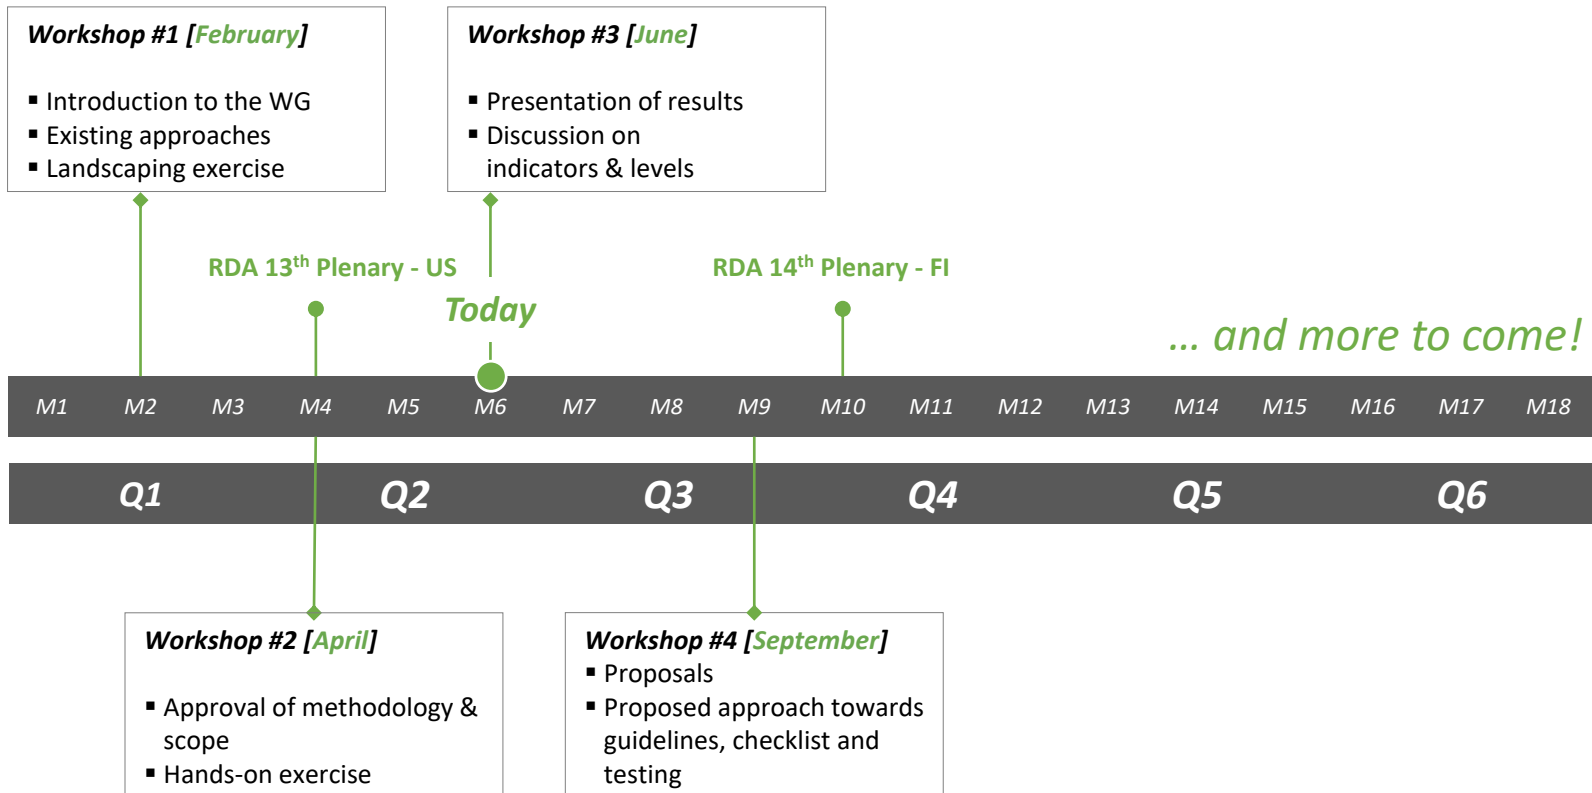 Workshop #1 [February]
▪ Introduction to the WG
▪ Existing approaches
▪ Landscaping exercise
Workshop #3 [June]
▪ Presentation of results
▪ Discussion on
indicators & levels
RDA 13th Plenary - US
Today
RDA 14th Plenary - FI
... and more to come!
M1 M2 M3 M4 M5 M6 M7 M8 M9 M10 M11 M12 M13 M14 M15 M16 M17 M18
Q1 Q2 Q3 Q4 Q5 Q6
Workshop #2 [April]
▪ Approval of methodology &
scope
▪ Hands-on exercise
Workshop #4 [September]
▪ Proposals
▪ Proposed approach towards
guidelines, checklist and
testing